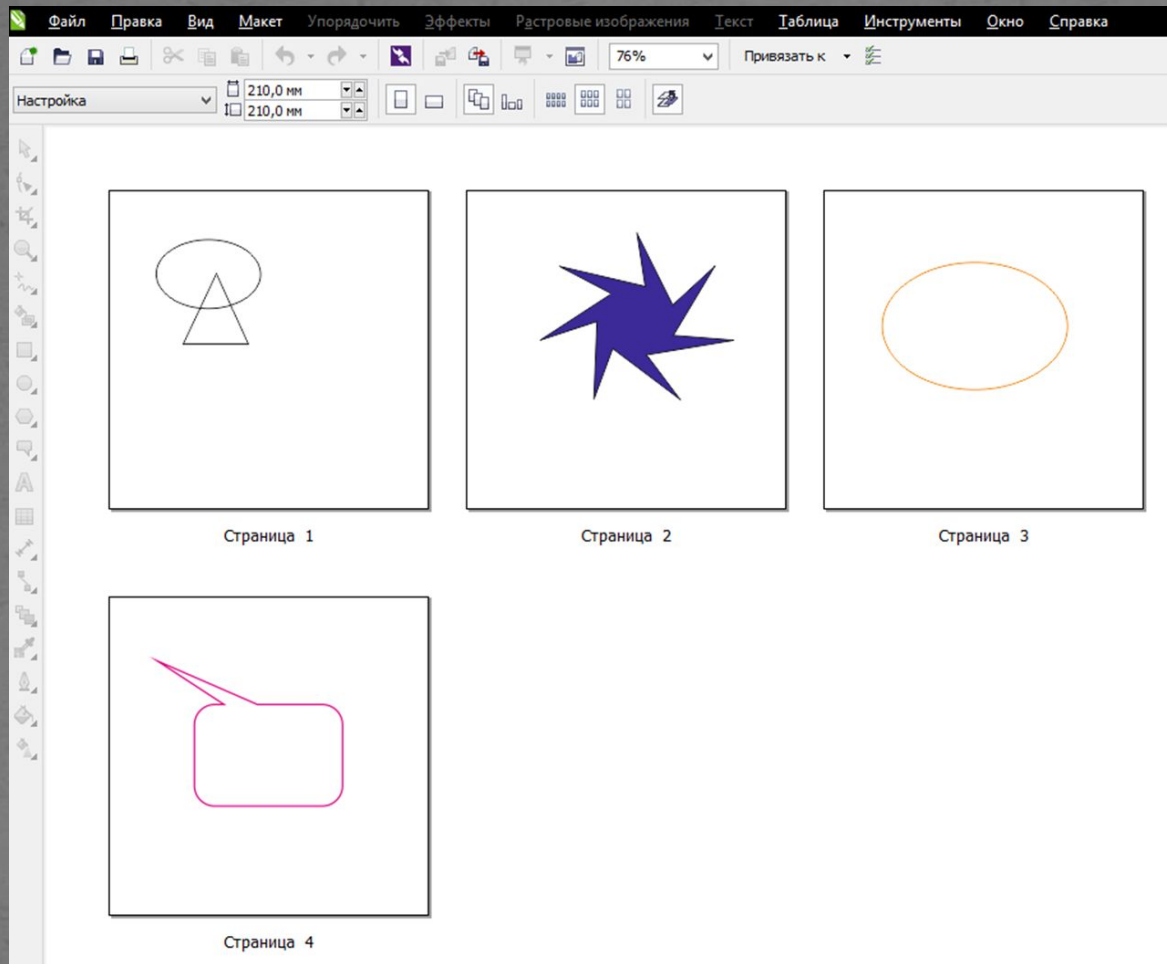 Файл Правка Вид Макет Упорядочить Эффекты Растровые изображения Текст Таблица Инструменты Окно Справка
76% Привязать к
Настройка 210,0 мм
210,0 мм
Страница 1 Страница 2 Страница 3
Страница 4